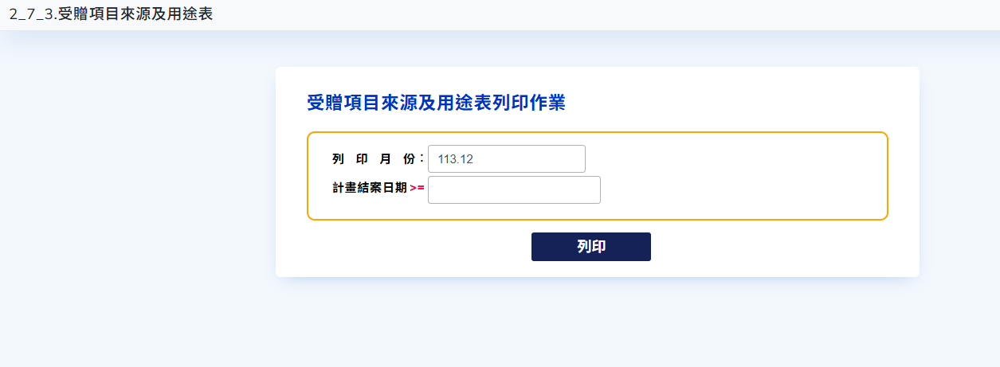 2_7_3.受贈項目來源及用途表
受贈項目來源及用途表列印作業
列 印 月 份：113.12
計畫結案日期>=
列印